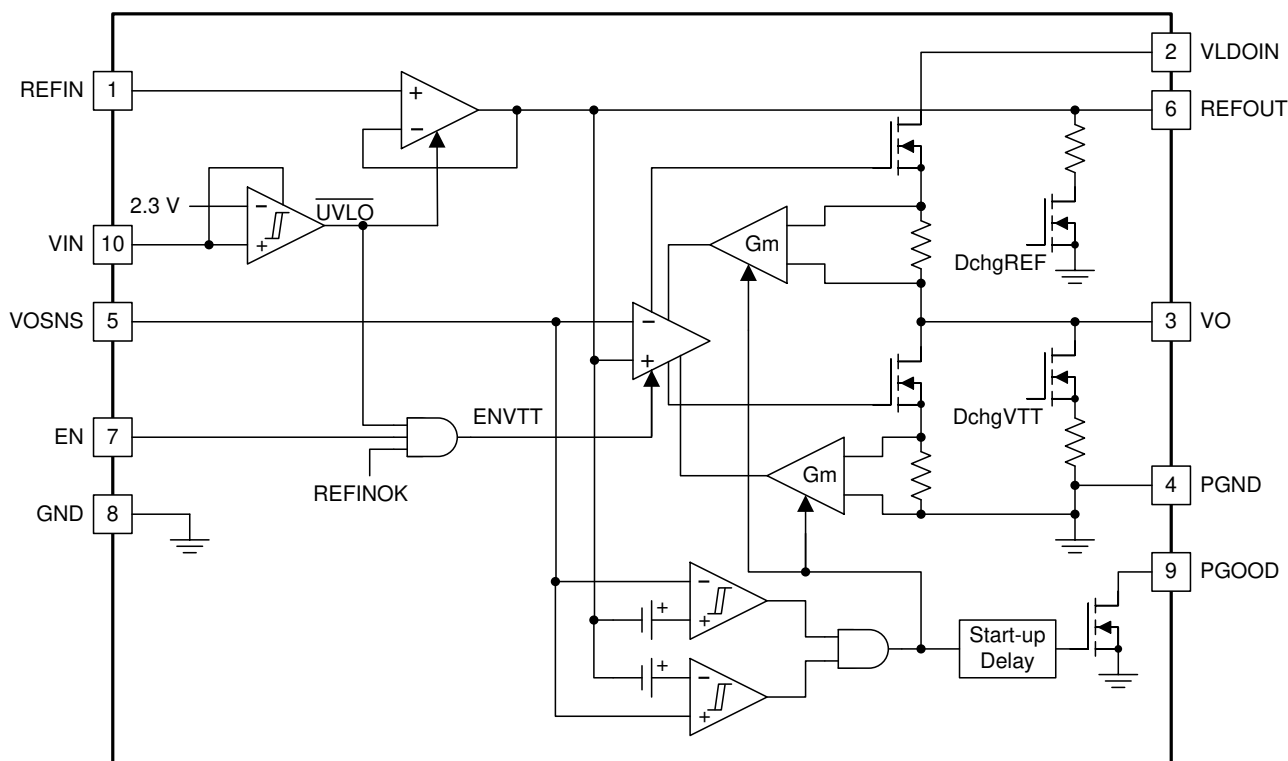 2 VLDOIN
REFIN 1
+
−
6 REFOUT
2.3 V
−
+
UVLO
VIN 10
Gm
DchgREF
VOSNS 5
−
+
3 VO
ENVTT
DchgVTT
EN 7
REFINOK
Gm
4 PGND
GND 8
9 PGOOD
−
+
+
Start-up
Delay
+
−
+